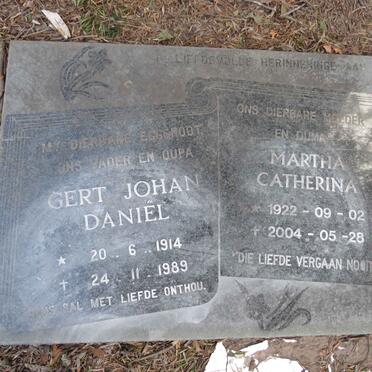 LIEFDEVOLLE HERINNERINGE AAN
MY DIERBARE EGGENOOT
ONS VADER EN OUPA
GERT JOHAN
DANIËL
★ 20..6..1914
† 24 11 1989
ONS SAL MET LIEFDE ONTHOU.
ONS DIERBARE MOEDER
EN OUMA
MARTHA
CATHERINA
★ 1922-09-02
† 2004-05-28
"DIE LIEFDE VERGAAN NOOIT